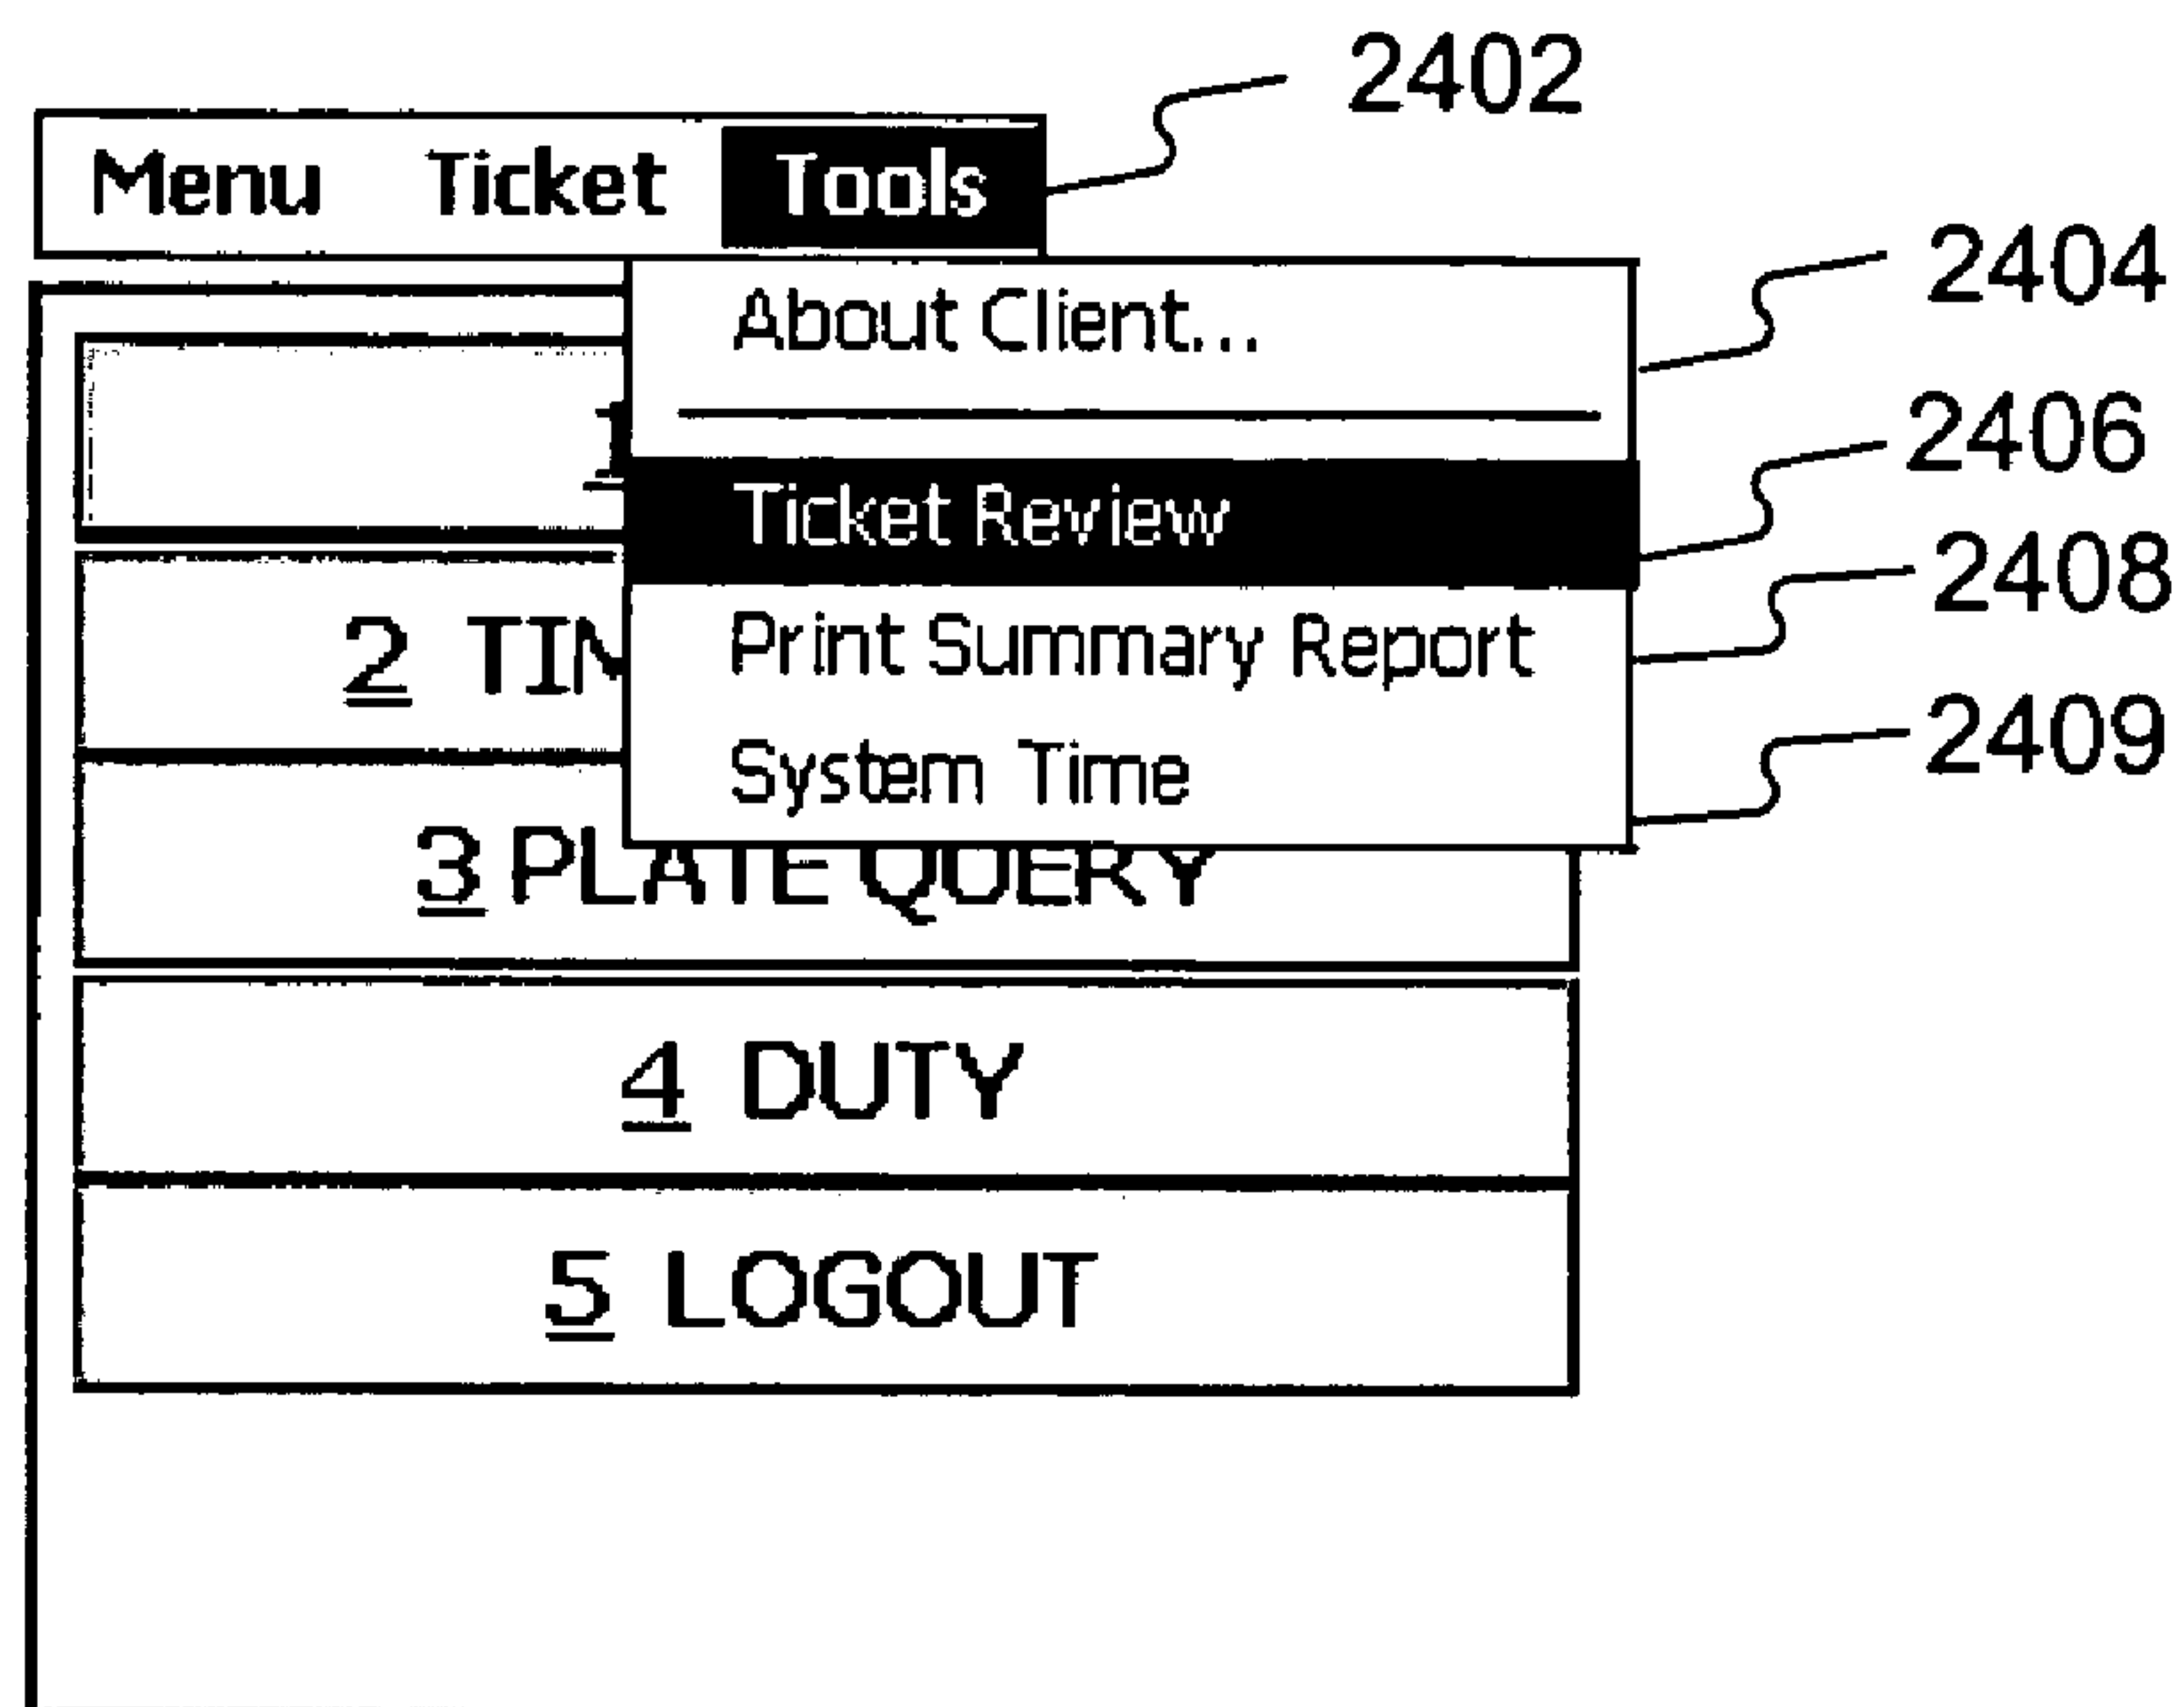 2402
Menu Ticket Tools
2404
About Client...
2406
Ticket Review
2408
2 Print Summary Report
2409
System Time
3 PLATE QUERY
4 DUTY
5 LOGOUT